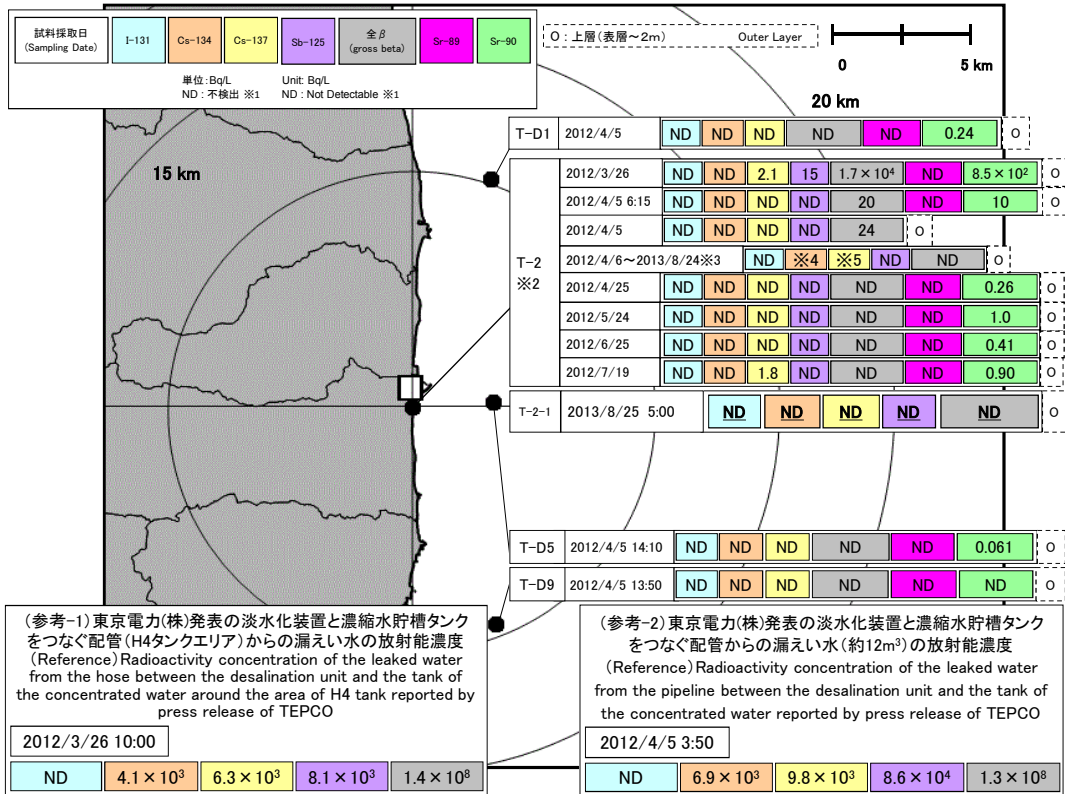 試料採取日
(Sampling Date)
I-131
Cs-134
Cs-137
Sb-125
全β
(gross beta)
Sr-89
Sr-90
単位:Bq/L
Unit: Bq/L
ND : 不検出 ※1
ND : Not Detectable ※1
O : 上層(表層～2m)
Outer Layer
0
5 km
20 km
15 km
T-D1 2012/4/5 ND ND ND ND ND 0.24 O
T-2
※2
2012/3/26 ND ND 2.1 15 1.7×10⁴ ND 8.5×10² O
2012/4/5 6:15 ND ND ND ND 20 ND 10 O
2012/4/5 ND ND ND ND 24 O
2012/4/6～2013/8/24※3 ND ※4 ※5 ND ND O
2012/4/25 ND ND ND ND ND ND 0.26 O
2012/5/24 ND ND ND ND ND ND 1.0 O
2012/6/25 ND ND ND ND ND ND 0.41 O
2012/7/19 ND ND 1.8 ND ND ND 0.90 O
T-2-1 2013/8/25 5:00 ND ND ND ND ND O
T-D5 2012/4/5 14:10 ND ND ND ND ND 0.061 O
T-D9 2012/4/5 13:50 ND ND ND ND ND ND O
(参考-1)東京電力(株)発表の淡水化装置と濃縮水貯槽タンク
をつなぐ配管(H4タンクエリア)からの漏えい水の放射能濃度
(Reference)Radioactivity concentration of the leaked water
from the hose between the desalination unit and the tank of
the concentrated water around the area of H4 tank reported by
press release of TEPCO
2012/3/26 10:00
ND 4.1×10³ 6.3×10³ 8.1×10³ 1.4×10⁸
(参考-2)東京電力(株)発表の淡水化装置と濃縮水貯槽タンク
をつなぐ配管からの漏えい水(約12m³)の放射能濃度
(Reference)Radioactivity concentration of the leaked water
from the pipeline between the desalination unit and the tank of
the concentrated water reported by press release of TEPCO
2012/4/5 3:50
ND 6.9×10³ 9.8×10³ 8.6×10⁴ 1.3×10⁸